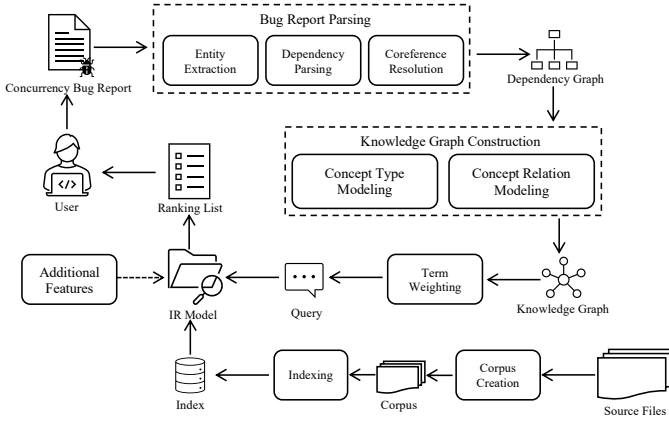 Bug Report Parsing
Entity
Extraction
Dependency
Parsing
Coreference
Resolution
Concurrency Bug Report
Dependency Graph
Knowledge Graph Construction
Concept Type
Modeling
Concept Relation
Modeling
User
Ranking List
Additional
Features
IR Model
Query
Term
Weighting
Knowledge Graph
Index
Indexing
Corpus
Corpus
Creation
Source Files